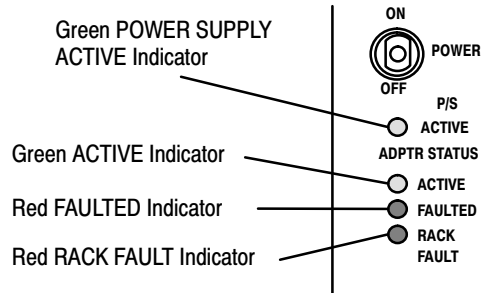 Green POWER SUPPLY
ACTIVE Indicator
Green ACTIVE Indicator
Red FAULTED Indicator
Red RACK FAULT Indicator
ON
POWER
OFF
P/S
ACTIVE
ADPTR STATUS
ACTIVE
FAULTED
RACK
FAULT